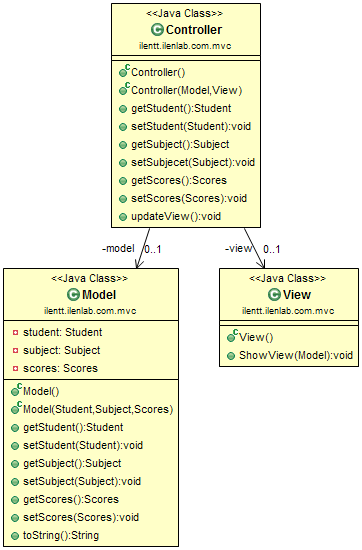 <<Java Class>>
Controller
ilentt.ilenlab.com.mvc
Controller()
Controller(Model,View)
getStudent():Student
setStudent(Student):void
getSubject():Subject
setSubjecet(Subject):void
getScores():Scores
setScores(Scores):void
updateView():void
-model 0..1
-view 0..1
<<Java Class>>
Model
ilentt.ilenlab.com.mvc
student: Student
subject: Subject
scores: Scores
Model()
Model(Student,Subject,Scores)
getStudent():Student
setStudent(Student):void
getSubject():Subject
setSubject(Subject):void
getScores():Scores
setScores(Scores):void
toString():String
<<Java Class>>
View
ilentt.ilenlab.com.mvc
View()
ShowView(Model):void